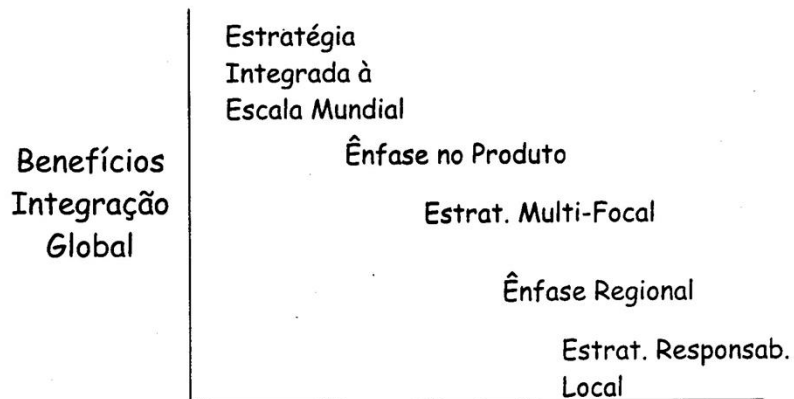 Estratégia
Integrada à
Escala Mundial
Ênfase no Produto
Benefícios
Integração
Global
Estrat. Multi-Focal
Ênfase Regional
Estrat. Responsab.
Local